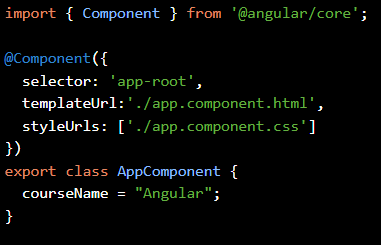 import { Component } from '@angular/core';
@Component({
selector: 'app-root',
templateUrl:'./app.component.html',
styleUrls: ['./app.component.css']
})
export class AppComponent {
courseName = "Angular";
}